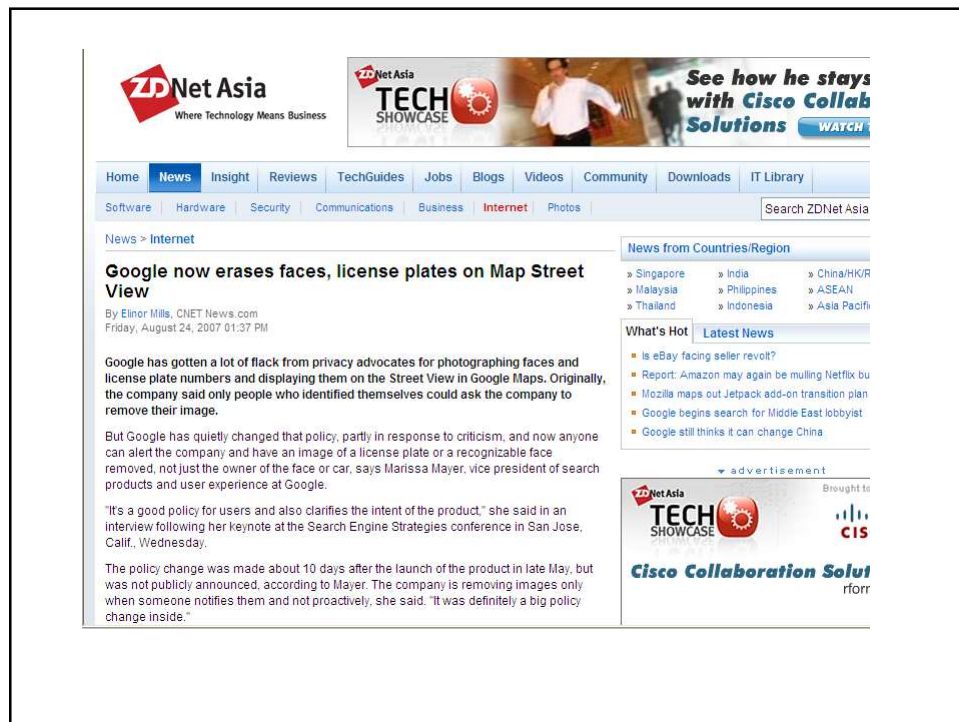 ZDNet Asia
Where Technology Means Business
ZDNet Asia
TECH
SHOWCASE
See how he stays
with Cisco Collab
Solutions WATCH
Home News Insight Reviews TechGuides Jobs Blogs Videos Community Downloads IT Library
Software Hardware Security Communications Business Internet Photos
Search ZDNet Asia
News > Internet
Google now erases faces, license plates on Map Street
View
By Elinor Mills, CNET News.com
Friday, August 24, 2007 01:37 PM
Google has gotten a lot of flack from privacy advocates for photographing faces and
license plate numbers and displaying them on the Street View in Google Maps. Originally,
the company said only people who identified themselves could ask the company to
remove their image.
But Google has quietly changed that policy, partly in response to criticism, and now anyone
can alert the company and have an image of a license plate or a recognizable face
removed, not just the owner of the face or car, says Marissa Mayer, vice president of search
products and user experience at Google.
"It's a good policy for users and also clarifies the intent of the product," she said in an
interview following her keynote at the Search Engine Strategies conference in San Jose,
Calif., Wednesday.
The policy change was made about 10 days after the launch of the product in late May, but
was not publicly announced, according to Mayer. The company is removing images only
when someone notifies them and not proactively, she said. "It was definitely a big policy
change inside."
News from Countries/Region
» Singapore » India » China/HK/R
» Malaysia » Philippines » ASEAN
» Thailand » Indonesia » Asia Pacifi
What's Hot Latest News
Is eBay facing seller revolt?
Report: Amazon may again be mulling Netflix bu
Mozilla maps out Jetpack add-on transition plan
Google begins search for Middle East lobbyist
Google still thinks it can change China
advertisement
ZDNet Asia
TECH
SHOWCASE
Brought to
CIS
Cisco Collaboration Solut
rforr